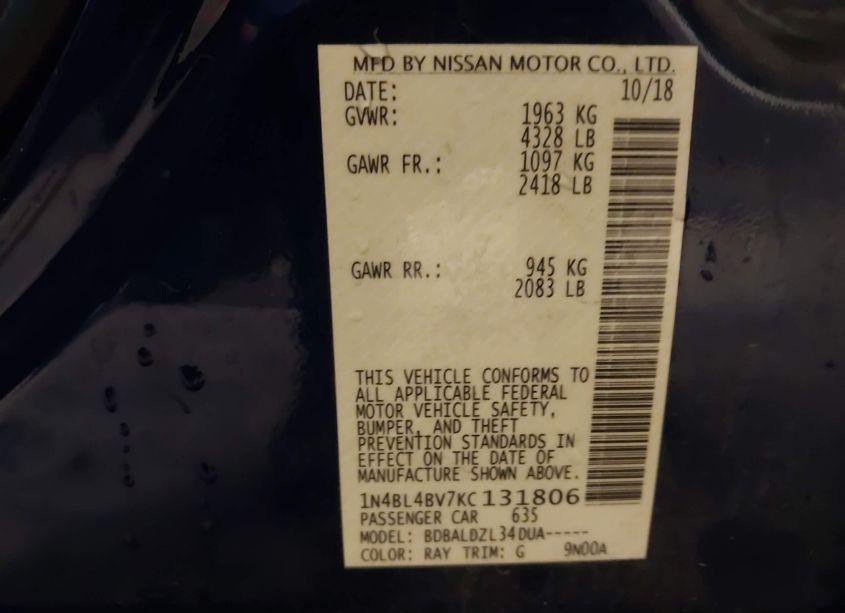 MFD BY NISSAN MOTOR CO., LTD.
DATE: 10/18
GVWR: 1963 KG
4328 LB
GAWR FR.: 1097 KG
2418 LB
GAWR RR.: 945 KG
2083 LB
THIS VEHICLE CONFORMS TO
ALL APPLICABLE FEDERAL
MOTOR VEHICLE SAFETY,
BUMPER, AND THEFT
PREVENTION STANDARDS IN
EFFECT ON THE DATE OF
MANUFACTURE SHOWN ABOVE.
1N4BL4BV7KC131806
PASSENGER CAR 635
MODEL: BDBALDZL34DUA-----
COLOR: RAY TRIM: G 9N00A